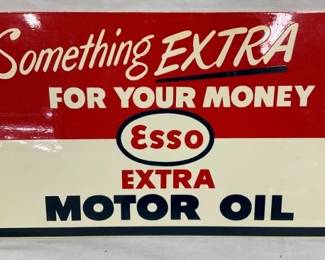 Something EXTRA
FOR YOUR MONEY
Esso
EXTRA
MOTOR OIL